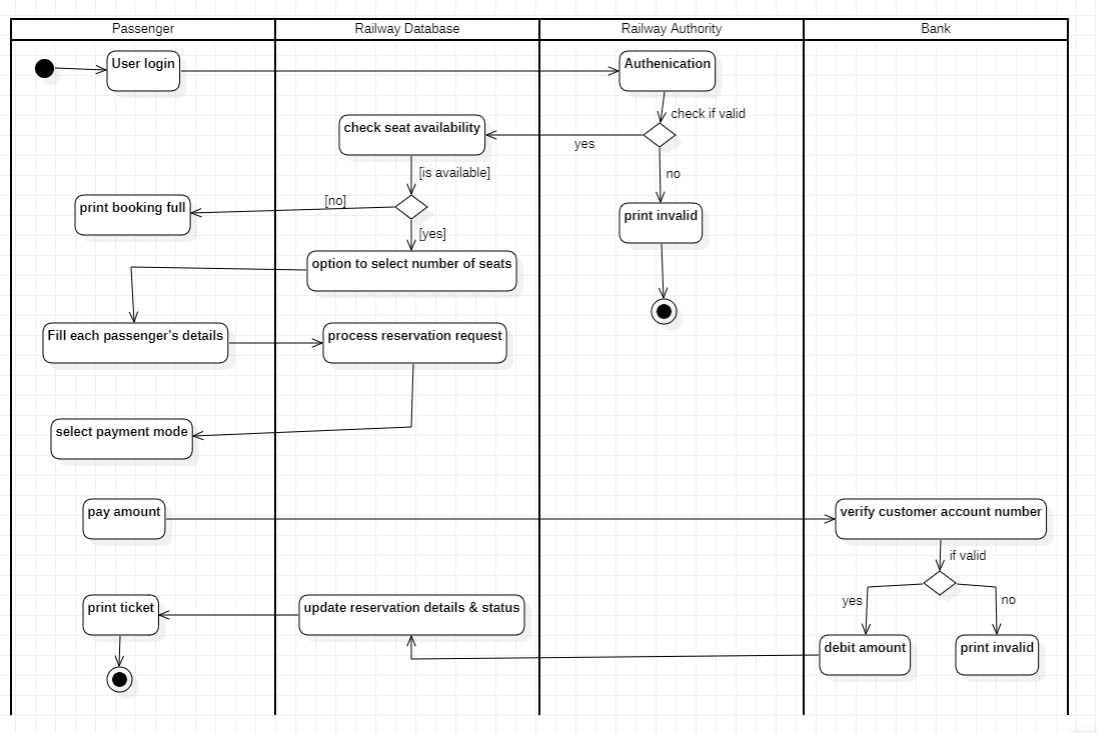 Passenger
Railway Database
Railway Authority
Bank
User login
Authenication
check if valid
check seat availability
yes
[is available]
no
print booking full
[no]
print invalid
[yes]
option to select number of seats
Fill each passenger's details
process reservation request
select payment mode
pay amount
verify customer account number
if valid
yes
no
print ticket
update reservation details & status
debit amount
print invalid